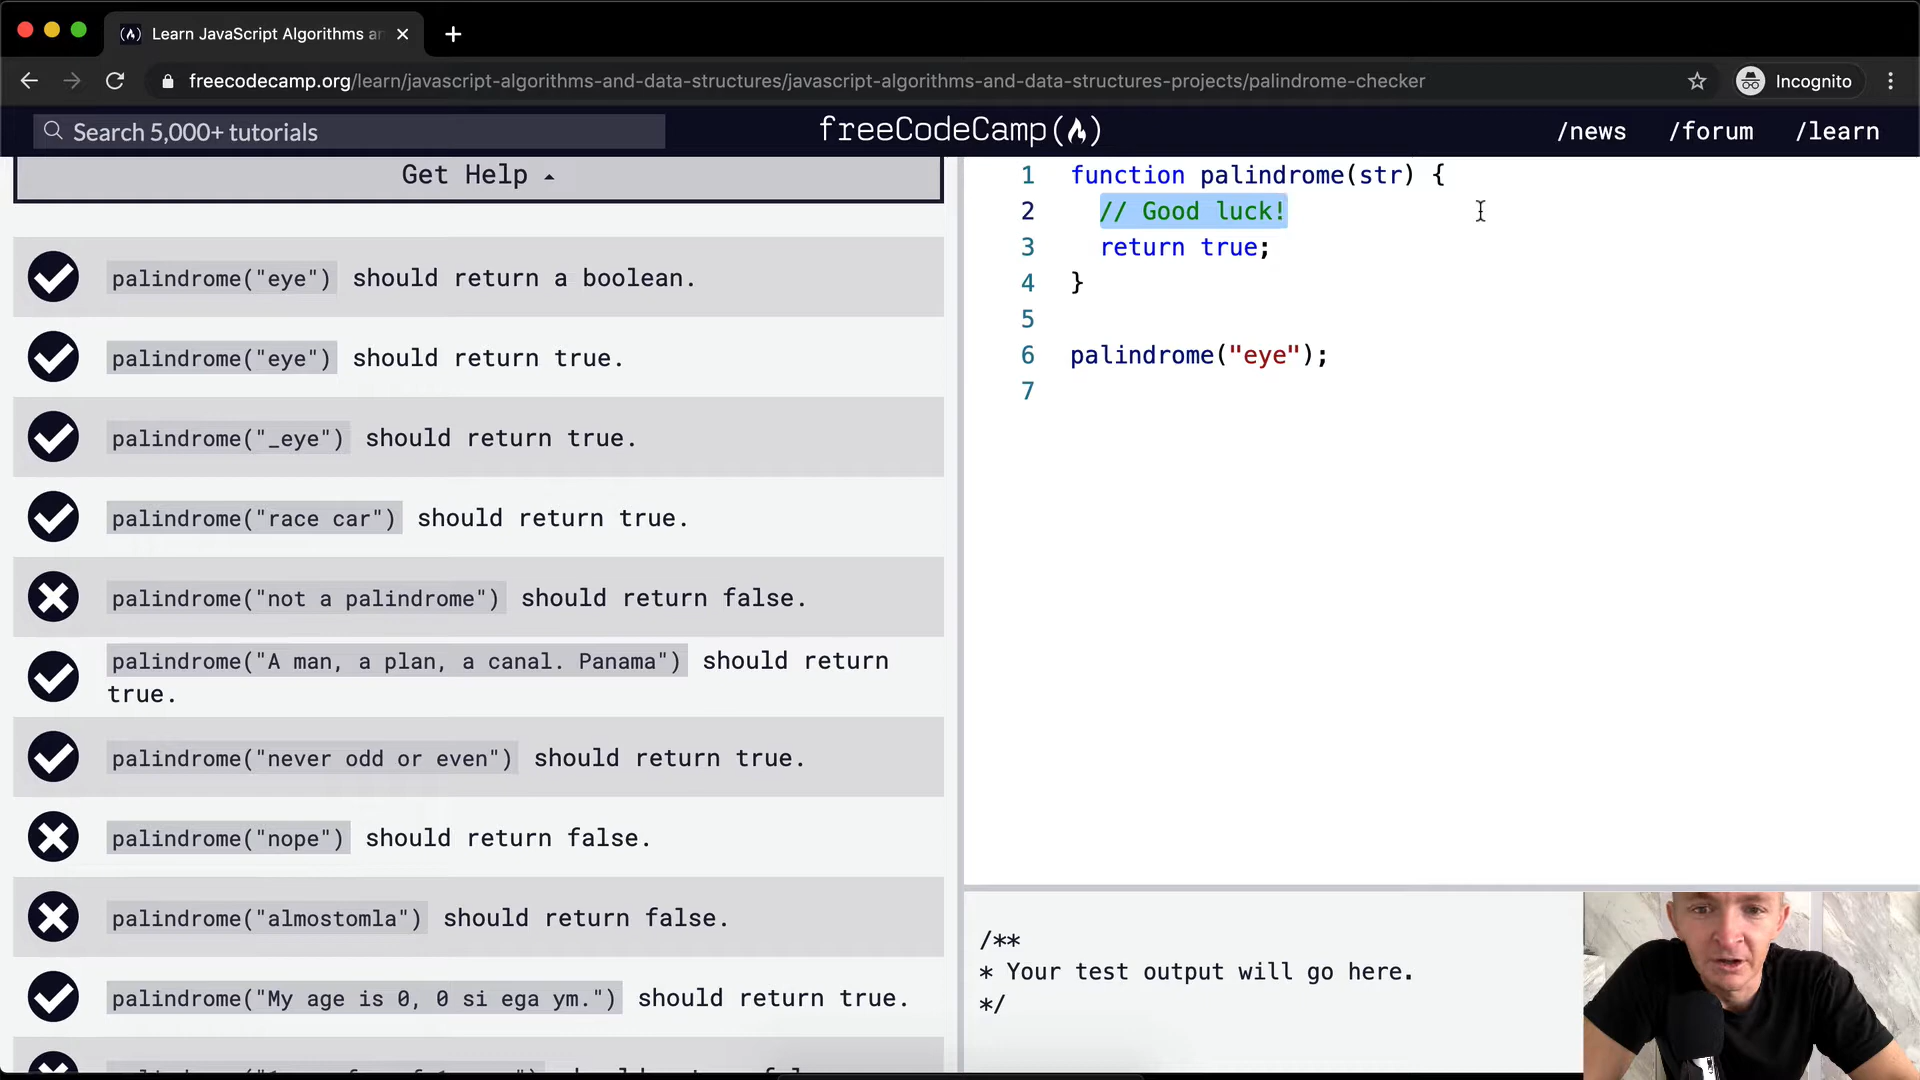 Learn JavaScript Algorithms an
freecodecamp.org/learn/javascript-algorithms-and-data-structures/javascript-algorithms-and-data-structures-projects/palindrome-checker
Incognito
Search 5,000+ tutorials
freeCodeCamp
/news /forum /learn
Get Help
palindrome("eye") should return a boolean.
palindrome("eye") should return true.
palindrome("_eye") should return true.
palindrome("race car") should return true.
palindrome("not a palindrome") should return false.
palindrome("A man, a plan, a canal. Panama") should return
true.
palindrome("never odd or even") should return true.
palindrome("nope") should return false.
palindrome("almostomla") should return false.
palindrome("My age is 0, 0 si ega ym.") should return true.
1 function palindrome(str) {
2 // Good luck!
3 return true;
4 }
5
6 palindrome("eye");
7
/**
* Your test output will go here.
*/